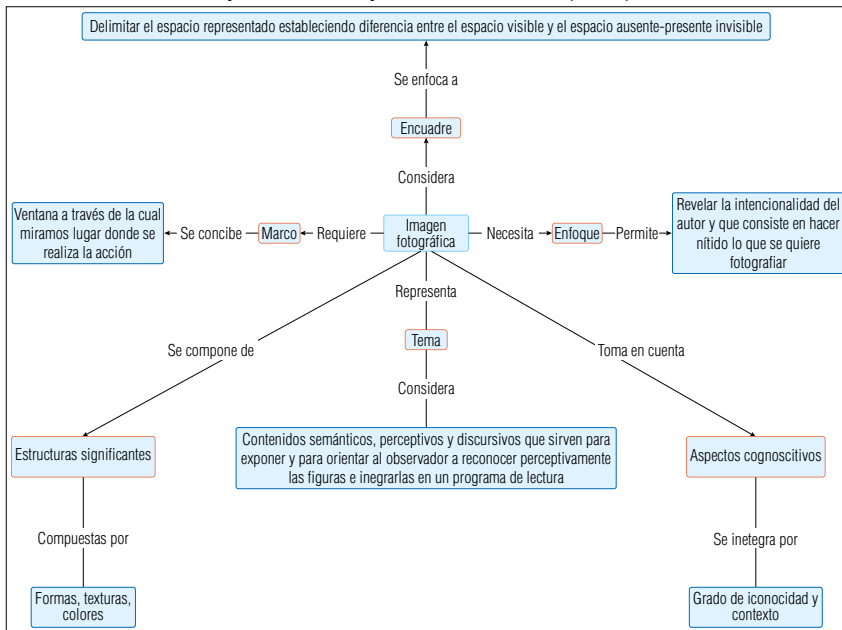 Delimitar el espacio representado estableciendo diferencia entre el espacio visible y el espacio ausente-presente invisible
Se enfoca a
Encuadre
Considera
Ventana a través de la cual
miramos lugar donde se
realiza la acción
Se concibe
Marco
Requiere
Imagen
fotográfica
Necesita
Enfoque
Permite
Revelar la intencionalidad del
autor y que consiste en hacer
nítido lo que se quiere
fotografiar
Representa
Tema
Considera
Se compone de
Toma en cuenta
Estructuras significantes
Contenidos semánticos, perceptivos y discursivos que sirven para
exponer y para orientar al observador a reconocer perceptivamente
las figuras e inegrarlas en un programa de lectura
Aspectos cognoscitivos
Compuestas por
Se inetegra por
Formas, texturas,
colores
Grado de iconocidad y
contexto